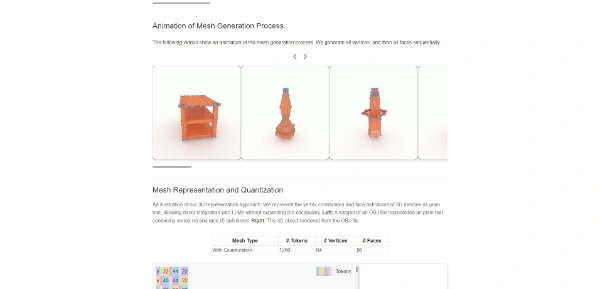 Animation of Mesh Generation Process
The following videos show an animation of the mesh generation process. We generate all vertices, and then all faces sequentially.
Mesh Representation and Quantization
An illustration of our 3D representation approach. We represent the vertex coordinates and face definitions of 3D meshes as plain
text, allowing direct integration with LLMs without expanding the vocabulary. Left: A snippet of an OBJ file represented as plain text
containing vertex (v) and face (f) definitions. Right: The 3D object rendered from the OBJ file.
Mesh Type # Tokens # Vertices # Faces
With Quantization 1269 64 96
v 22 44 22 Tokens
v 40 44 22